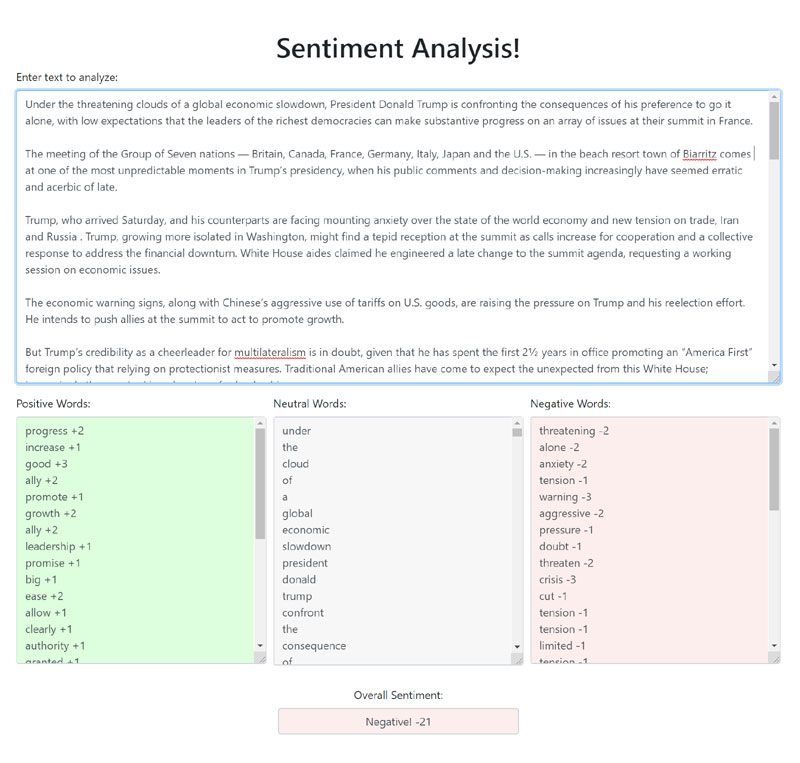 Sentiment Analysis!
Enter text to analyze:
Under the threatening clouds of a global economic slowdown, President Donald Trump is confronting the consequences of his preference to go it
alone, with low expectations that the leaders of the richest democracies can make substantive progress on an array of issues at their summit in France.
The meeting of the Group of Seven nations — Britain, Canada, France, Germany, Italy, Japan and the U.S. — in the beach resort town of Biarritz comes
at one of the most unpredictable moments in Trump's presidency, when his public comments and decision-making increasingly have seemed erratic
and acerbic of late.
Trump, who arrived Saturday, and his counterparts are facing mounting anxiety over the state of the world economy and new tension on trade, Iran
and Russia . Trump, growing more isolated in Washington, might find a tepid reception at the summit as calls increase for cooperation and a collective
response to address the financial downturn. White House aides claimed he engineered a late change to the summit agenda, requesting a working
session on economic issues.
The economic warning signs, along with Chinese's aggressive use of tariffs on U.S. goods, are raising the pressure on Trump and his reelection effort.
He intends to push allies at the summit to act to promote growth.
But Trump's credibility as a cheerleader for multilateralism is in doubt, given that he has spent the first 2½ years in office promoting an "America First"
foreign policy that relying on protectionist measures. Traditional American allies have come to expect the unexpected from this White House;
Positive Words:
progress +2
increase +1
good +3
ally +2
promote +1
growth +2
ally +2
leadership +1
promise +1
big +1
ease +2
allow +1
clearly +1
authority +1
granted +1
Neutral Words:
under
the
cloud
of
a
global
economic
slowdown
president
donald
trump
confront
the
consequence
of
Negative Words:
threatening -2
alone -2
anxiety -2
tension -1
warning -3
aggressive -2
pressure -1
doubt -1
threaten -2
crisis -3
cut -1
tension -1
tension -1
limited -1
tension -1
Overall Sentiment:
Negative! -21